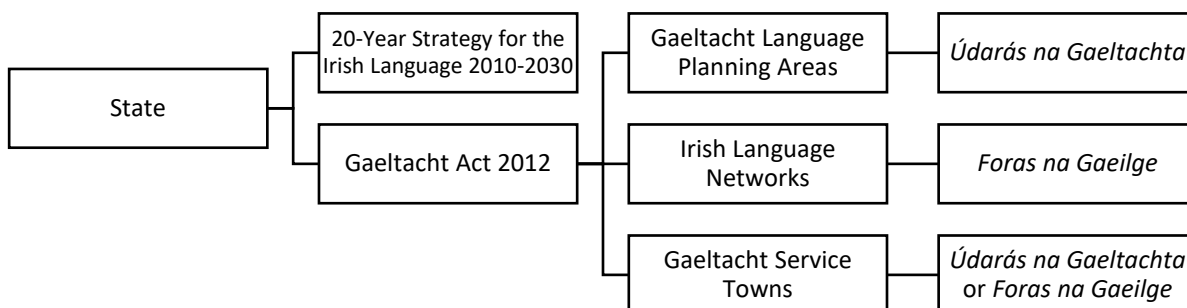 State
20-Year Strategy for the
Irish Language 2010-2030
Gaeltacht Act 2012
Gaeltacht Language
Planning Areas
Údarás na Gaeltachta
Irish Language
Networks
Foras na Gaeilge
Gaeltacht Service
Towns
Údarás na Gaeltachta
or Foras na Gaeilge